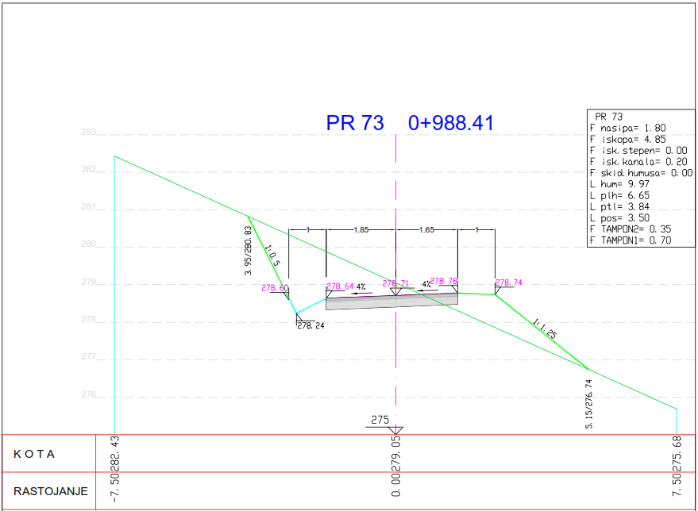 PR 73 0+988.41
PR 73
F nasipa= 1.80
F iskopa= 4.85
F isk. stepen= 0.00
F isk. kanala= 0.20
F skid. humusa= 0.00
L hum= 9.97
L plh= 6.65
L ptl= 3.84
L pos= 3.50
F TAMPON2= 0.35
F TAMPON1= 0.70
283
282
281
280
279
278
277
276
3.95/280.83
1:0.5
1
1.85
1.65
1
278.60
278.64
4%
278.71
4%
278.78
278.74
278.24
1:1.25
5.15/276.74
275
KOTA
282.43
279.05
275.68
RASTOJANJE
-7.50
0.00
7.50